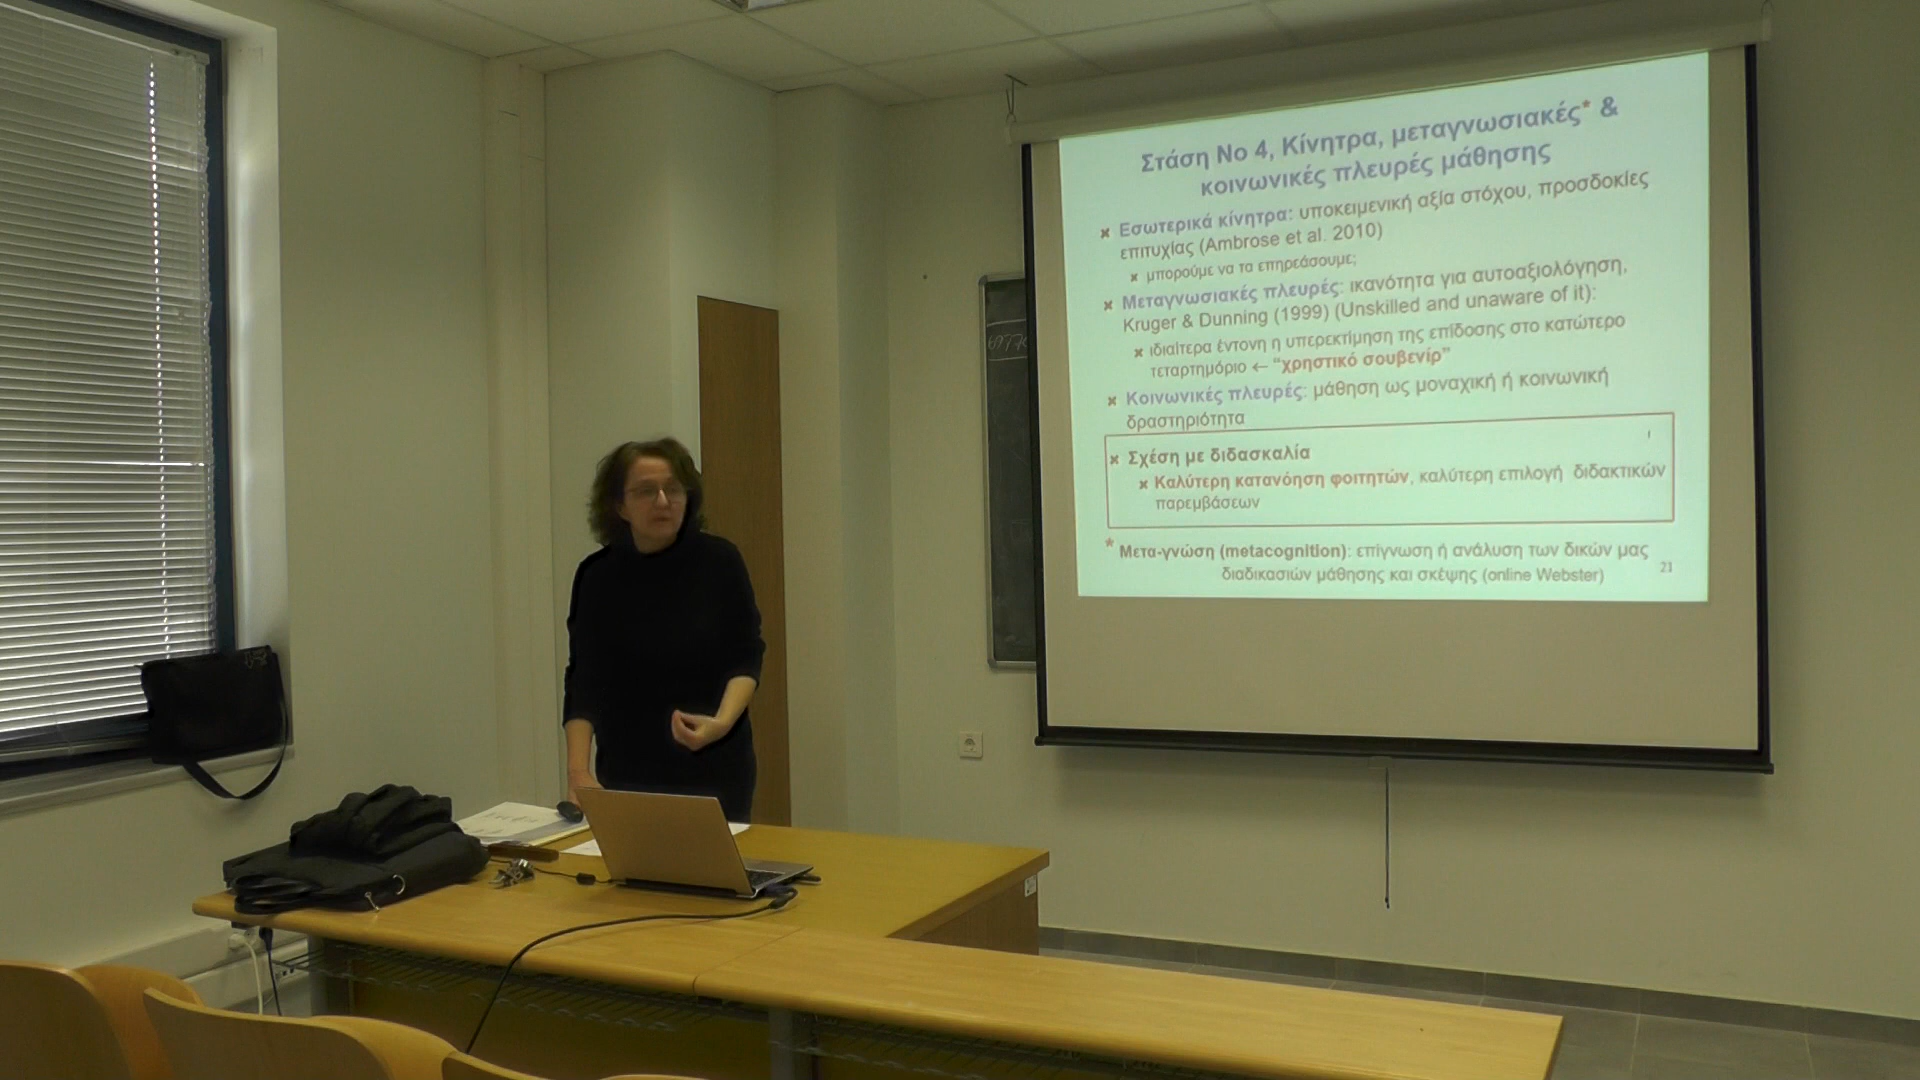 Στάση Νο 4, Κίνητρα, μεταγνωσιακές* &
κοινωνικές πλευρές μάθησης
Εσωτερικά κίνητρα: υποκειμενική αξία στόχου, προσδοκίες
επιτυχίας (Ambrose et al. 2010)
μπορούμε να τα επηρεάσουμε;
Μεταγνωσιακές πλευρές: ικανότητα για αυτοαξιολόγηση,
Kruger & Dunning (1999) (Unskilled and unaware of it):
ιδιαίτερα έντονη η υπερεκτίμηση της επίδοσης στο κατώτερο
τεταρτημόριο ← "χρηστικό σουβενίρ"
Κοινωνικές πλευρές: μάθηση ως μοναχική ή κοινωνική
δραστηριότητα
Σχέση με διδασκαλία
Καλύτερη κατανόηση φοιτητών, καλύτερη επιλογή διδακτικών
παρεμβάσεων
* Μετα-γνώση (metacognition): επίγνωση ή ανάλυση των δικών μας
διαδικασιών μάθησης και σκέψης (online Webster)
21